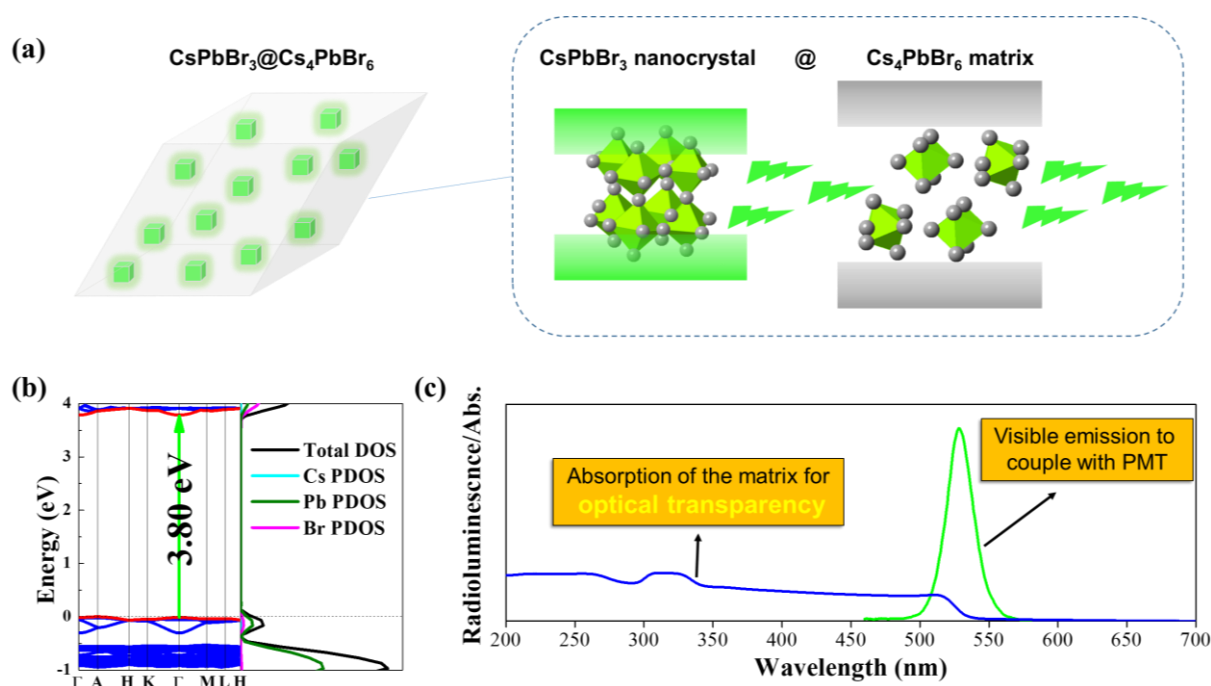 (a)
CsPbBr3@Cs4PbBr6
CsPbBr3 nanocrystal @ Cs4PbBr6 matrix
(b)
4
3
2
1
0
-1
Energy (eV)
3.80 eV
Total DOS
Cs PDOS
Pb PDOS
Br PDOS
Γ A H K Γ M L H
(c)
Radioluminescnce/Abs.
Absorption of the matrix for
optical transparency
Visible emission to
couple with PMT
200 250 300 350 400 450 500 550 600 650 700
Wavelength (nm)